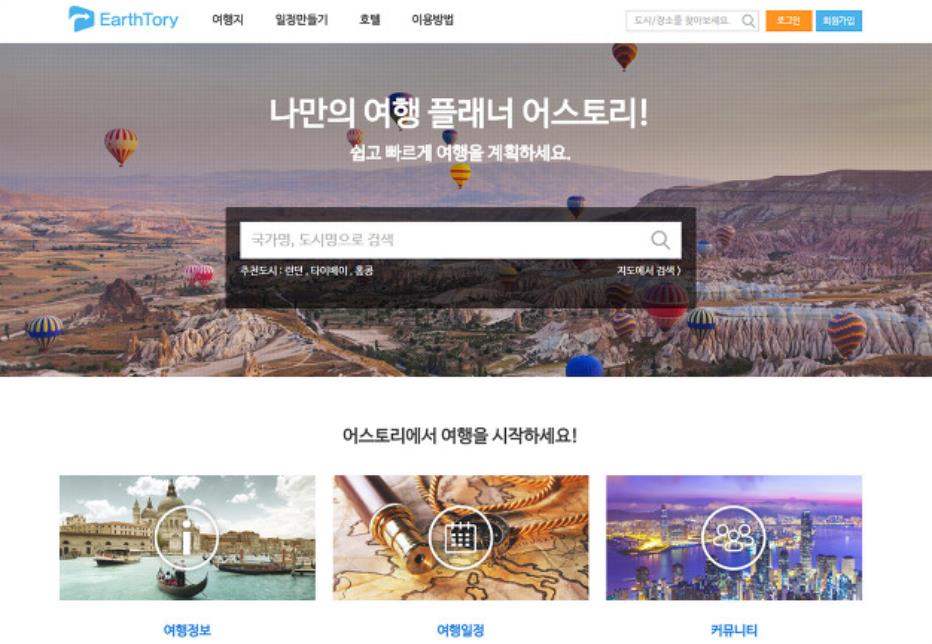 EarthTory 여행지 일정만들기 호텔 이용방법 도시/장소를 찾아보세요. 로그인 회원가입
나만의 여행 플래너 어스토리!
쉽고 빠르게 여행을 계획하세요.
국가명, 도시명으로 검색
추천도시 : 런던 , 타이베이 , 홍콩 지도에서 검색 >
어스토리에서 여행을 시작하세요!
여행정보 여행일정 커뮤니티